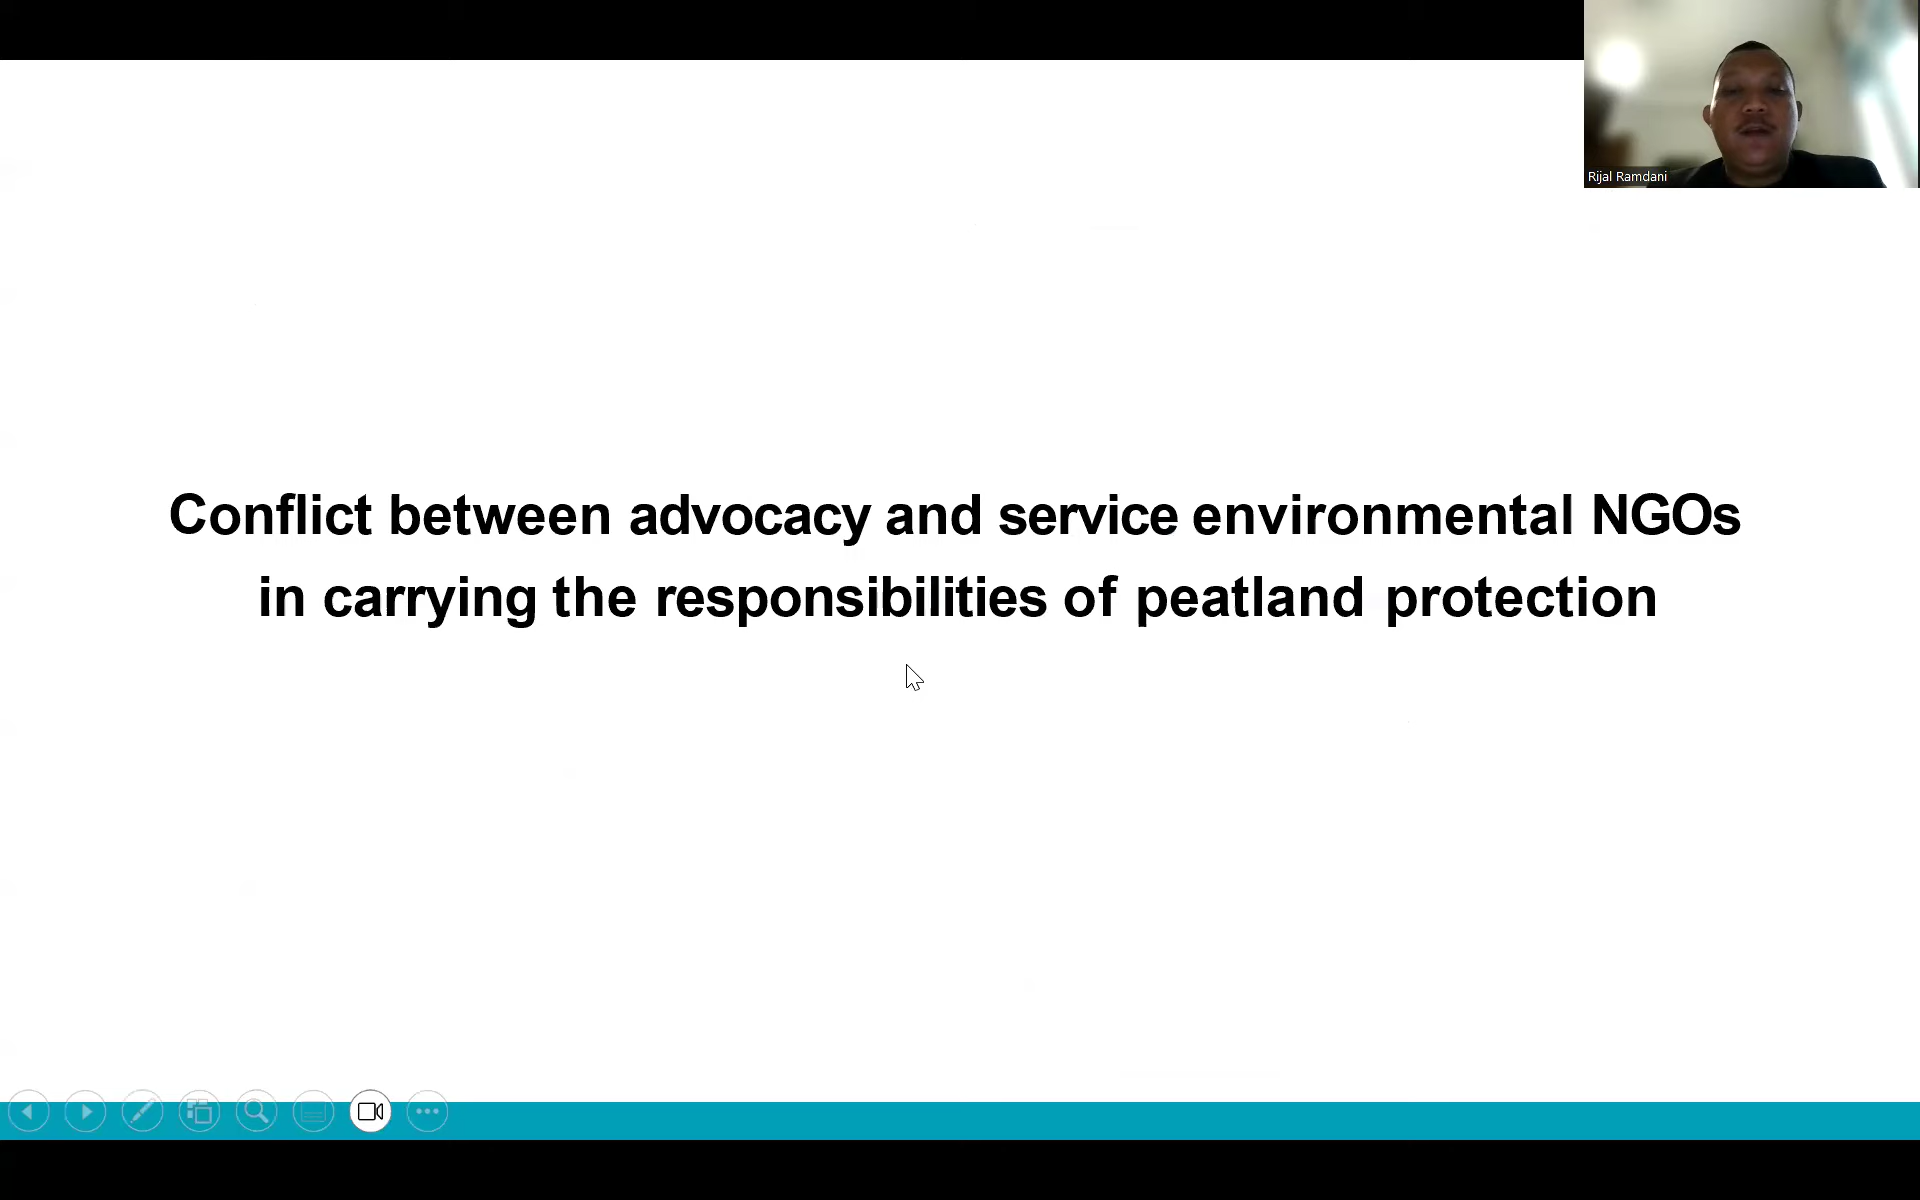 Rijal Ramdani
Conflict between advocacy and service environmental NGOs
in carrying the responsibilities of peatland protection